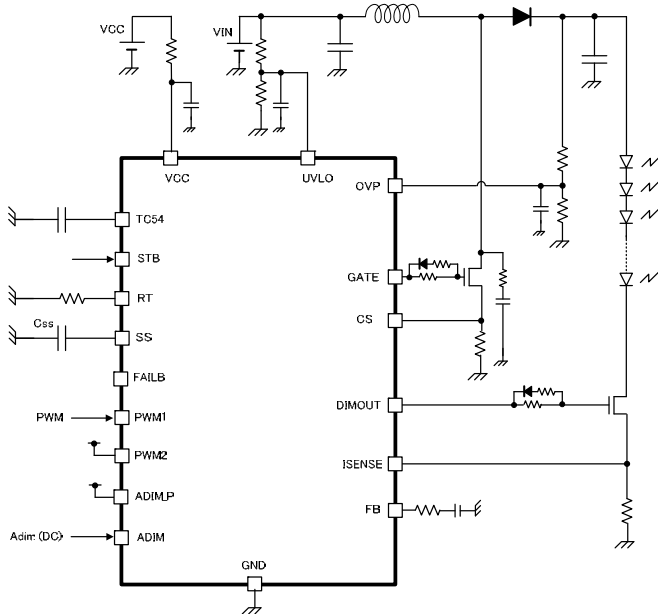 VCC
VIN
VCC
UVLO
OVP
TC54
STB
GATE
RT
CS
Css
SS
FAILB
DIMOUT
PWM
PWM1
PWM2
ISENSE
ADIM_P
FB
Adim (DC)
ADIM
GND